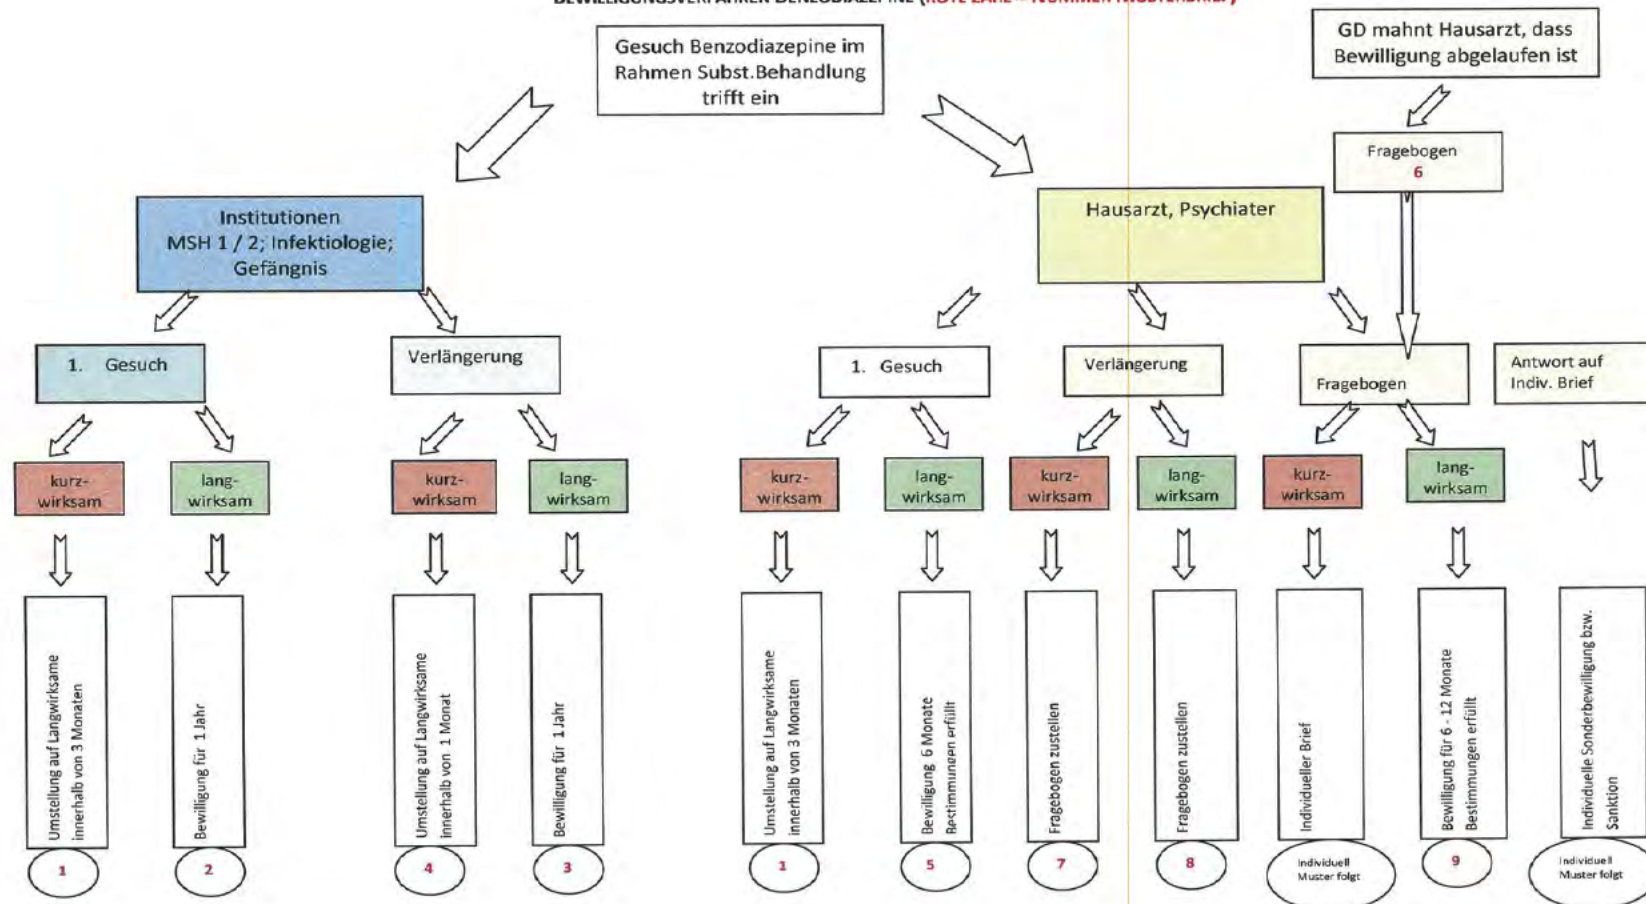 Gesuch Benzodiazepine im
Rahmen Subst.Behandlung
trifft ein
GD mahnt Hausarzt, dass
Bewilligung abgelaufen ist
Fragebogen
6
Institutionen
MSH 1 / 2; Infektiologie;
Gefängnis
Hausarzt, Psychiater
1. Gesuch
Verlängerung
1. Gesuch
Verlängerung
Fragebogen
Antwort auf
Indiv. Brief
kurz-
wirksam
lang-
wirksam
kurz-
wirksam
lang-
wirksam
kurz-
wirksam
lang-
wirksam
kurz-
wirksam
lang-
wirksam
kurz-
wirksam
lang-
wirksam
Umstellung auf Langwirksame
innerhalb von 3 Monaten
1
Bewilligung für 1 Jahr
2
Umstellung auf Langwirksame
innerhalb von 1 Monat
4
Bewilligung für 1 Jahr
3
Umstellung auf Langwirksame
innerhalb von 3 Monaten
1
Bewilligung 6 Monate
Bestimmungen erfüllt
5
Fragebogen zustellen
7
Fragebogen zustellen
8
Individueller Brief
Individuell
Muster folgt
Bewilligung für 6 - 12 Monate
Bestimmungen erfüllt
9
Individuelle Sonderbewilligung bzw.
Sanktion
Individuell
Muster folgt